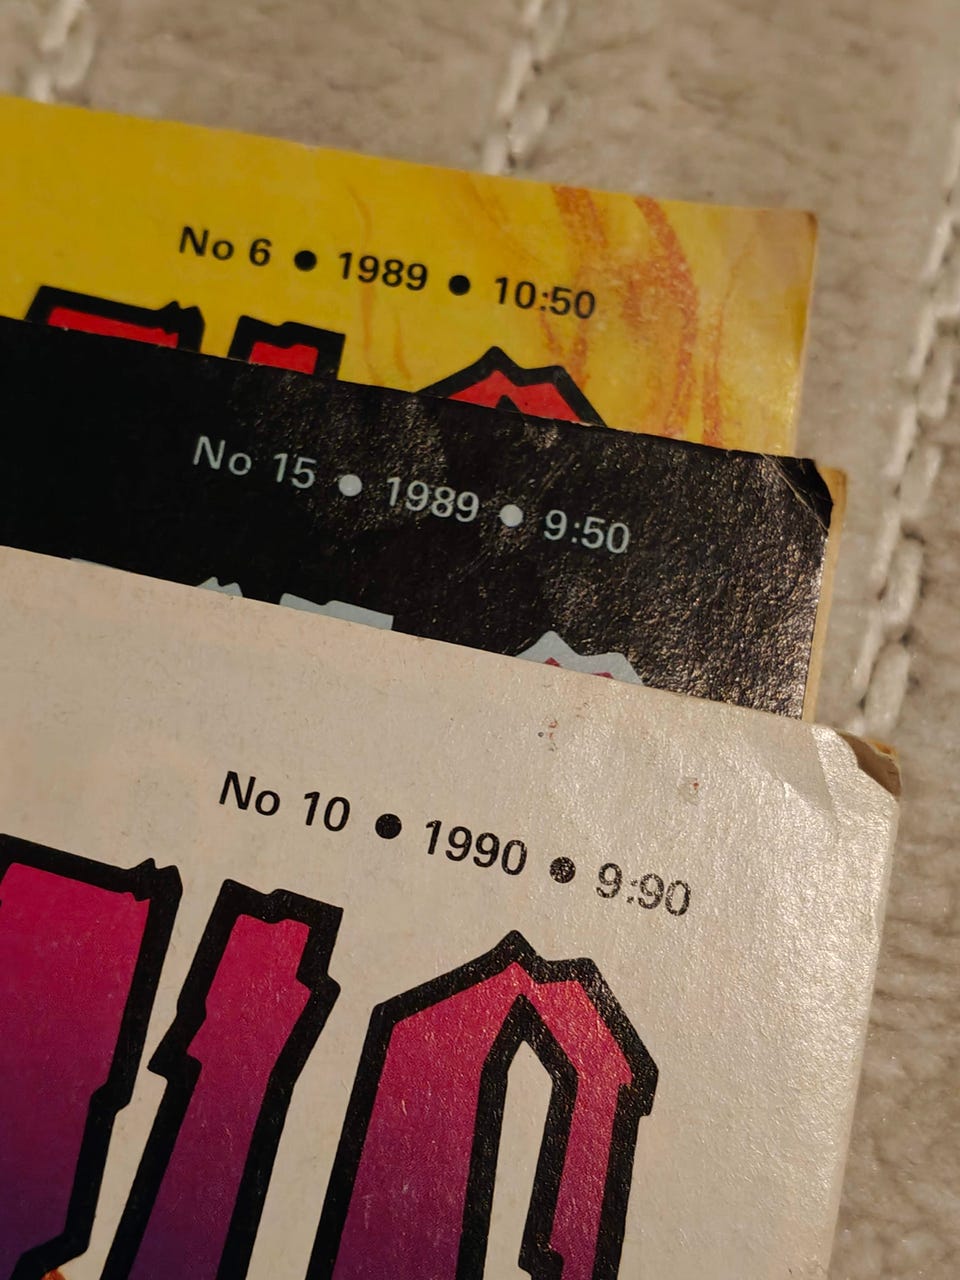 No 6 ● 1989 ● 10:50
No 15 ● 1989 ● 9:50
No 10 ● 1990 ● 9:90